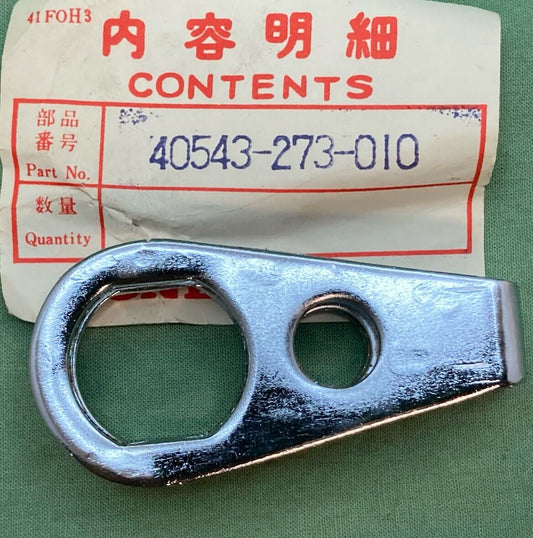 41FOH3
内容明細
CONTENTS
部品
番号
Part No.
40543-273-010
数量
Quantity